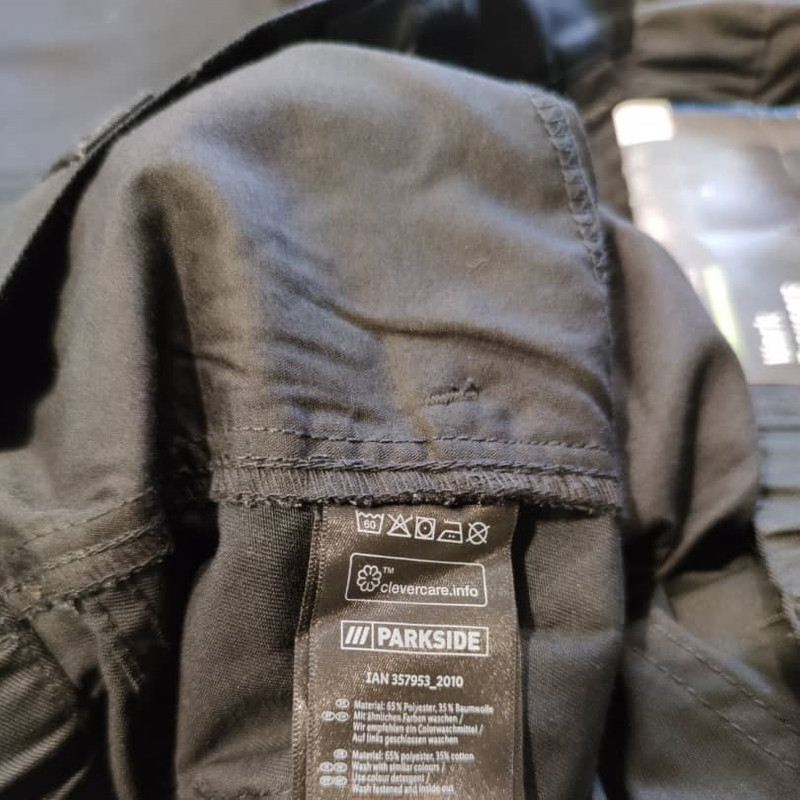 60
TM
clevercare.info
/// PARKSIDE
IAN 357953_2010
Material: 65% Polyester, 35% Baumwolle
Mit ähnlichen Farben waschen /
Wir empfehlen ein Colorwaschmittel /
Auf links geschlossen waschen
Material: 65% polyester, 35% cotton
Wash with similar colours /
Use colour detergent /
Wash fastened and inside out